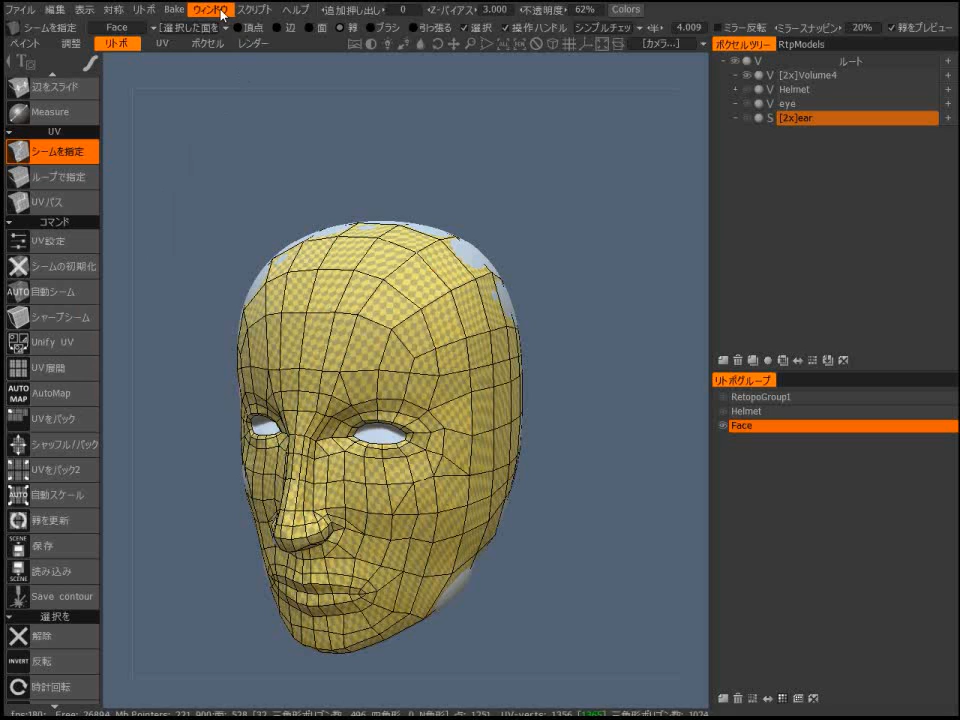 ファイル 編集 表示 対称 リトポ Bake ウィンドウ スクリプト ヘルプ 追加押し出し 0 Z-バイアス 3.000 不透明度 62% Colors
シームを指定 Face [選択した面を 頂点 辺 面 ブラシ 引っ張る 選択 操作ハンドル シンプルチェッ 4.009 ミラー反転 ミラースナッピン 20%
ペイント 調整 リトポ UV ボクセル レンダー [カメラ...] ボクセルツリー RtpModels
V ルート +
辺をスライド
V [2x]Volume4 +
V Helmet +
V eye +
Measure
S [2x]ear +
UV
シームを指定
ループで指定
UVパス
コマンド
UV設定
シームの初期化
AUTO 自動シーム
シャープシーム
Unify UV
UV展開
リトポグループ
AUTO MAP AutoMap
RetopoGroup1
Helmet
UVをパック
Face
シャッフル/パック
UVをパック2
AUTO 自動スケール
島を更新
SCENE 保存
SCENE 読み込み
Save contour
選択を
解除
INVERT 反転
時計回転